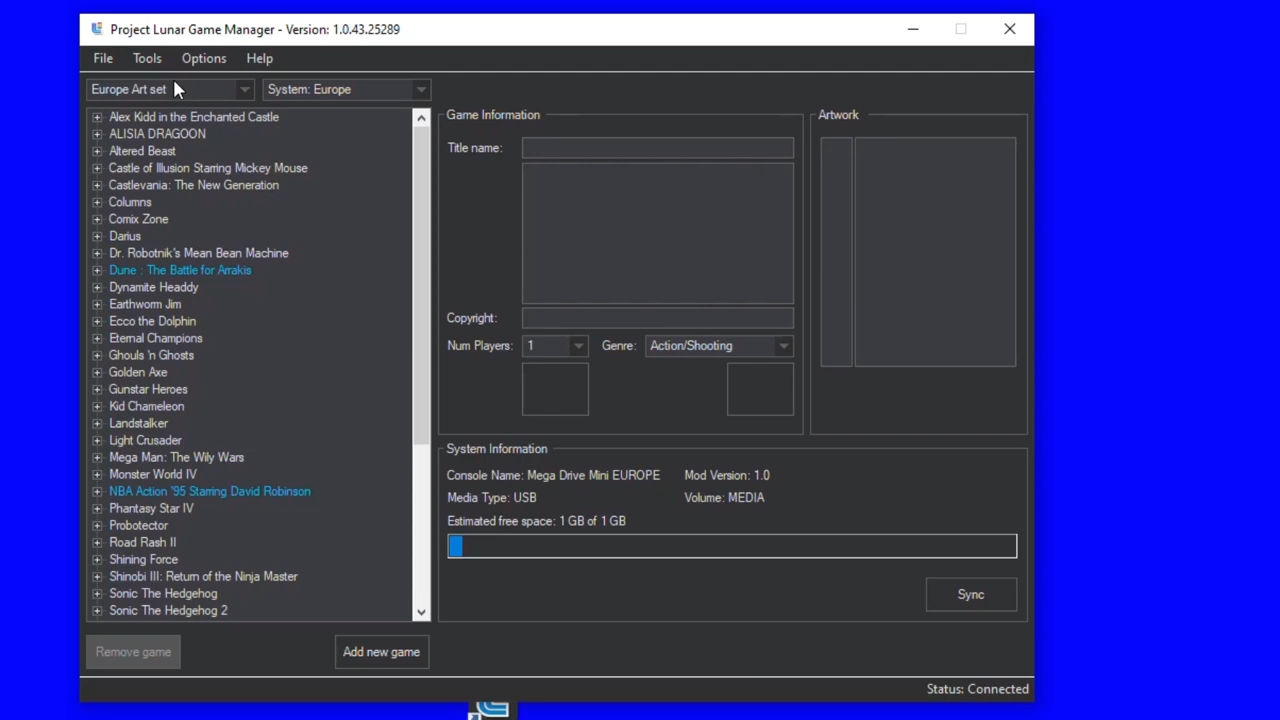 Project Lunar Game Manager - Version: 1.0.43.25289
File Tools Options Help
Europe Art set System: Europe
Alex Kidd in the Enchanted Castle
ALISIA DRAGOON
Altered Beast
Castle of Illusion Starring Mickey Mouse
Castlevania: The New Generation
Columns
Comix Zone
Darius
Dr. Robotnik's Mean Bean Machine
Dune : The Battle for Arrakis
Dynamite Headdy
Earthworm Jim
Ecco the Dolphin
Eternal Champions
Ghouls 'n Ghosts
Golden Axe
Gunstar Heroes
Kid Chameleon
Landstalker
Light Crusader
Mega Man: The Wily Wars
Monster World IV
NBA Action '95 Starring David Robinson
Phantasy Star IV
Probotector
Road Rash II
Shining Force
Shinobi III: Return of the Ninja Master
Sonic The Hedgehog
Sonic The Hedgehog 2
Remove game Add new game
Game Information
Title name:
Copyright:
Num Players: 1 Genre: Action/Shooting
Artwork
System Information
Console Name: Mega Drive Mini EUROPE Mod Version: 1.0
Media Type: USB Volume: MEDIA
Estimated free space: 1 GB of 1 GB
Sync
Status: Connected